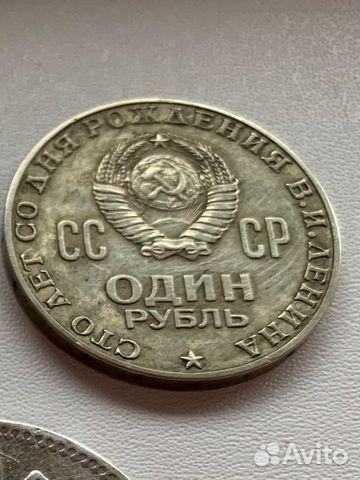 СТО ЛЕТ СО ДНЯ РОЖДЕНИЯ В.И.ЛЕНИНА
СС СР
ОДИН
РУБЛЬ
Avito